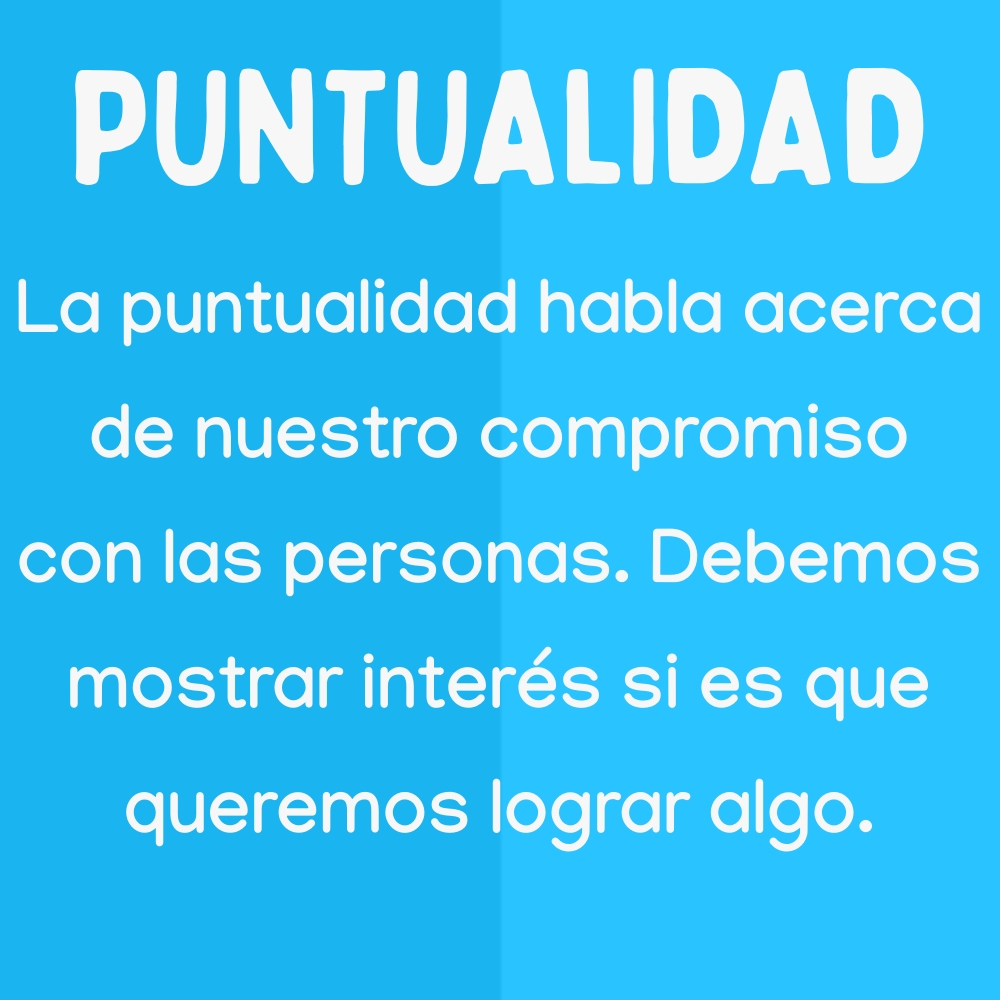 PUNTUALIDAD
La puntualidad habla acerca
de nuestro compromiso
con las personas. Debemos
mostrar interés si es que
queremos lograr algo.